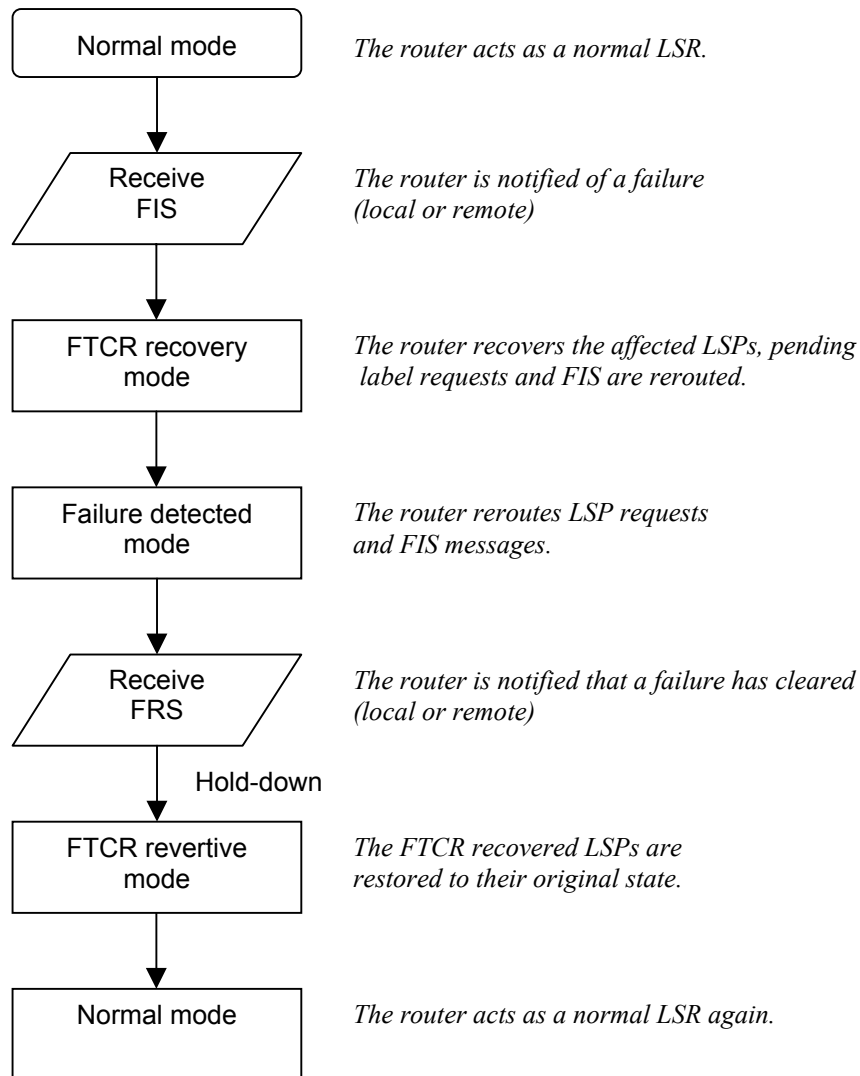 Normal mode
The router acts as a normal LSR.
Receive
FIS
The router is notified of a failure
(local or remote)
FTCR recovery
mode
The router recovers the affected LSPs, pending
label requests and FIS are rerouted.
Failure detected
mode
The router reroutes LSP requests
and FIS messages.
Receive
FRS
The router is notified that a failure has cleared
(local or remote)
Hold-down
FTCR revertive
mode
The FTCR recovered LSPs are
restored to their original state.
Normal mode
The router acts as a normal LSR again.